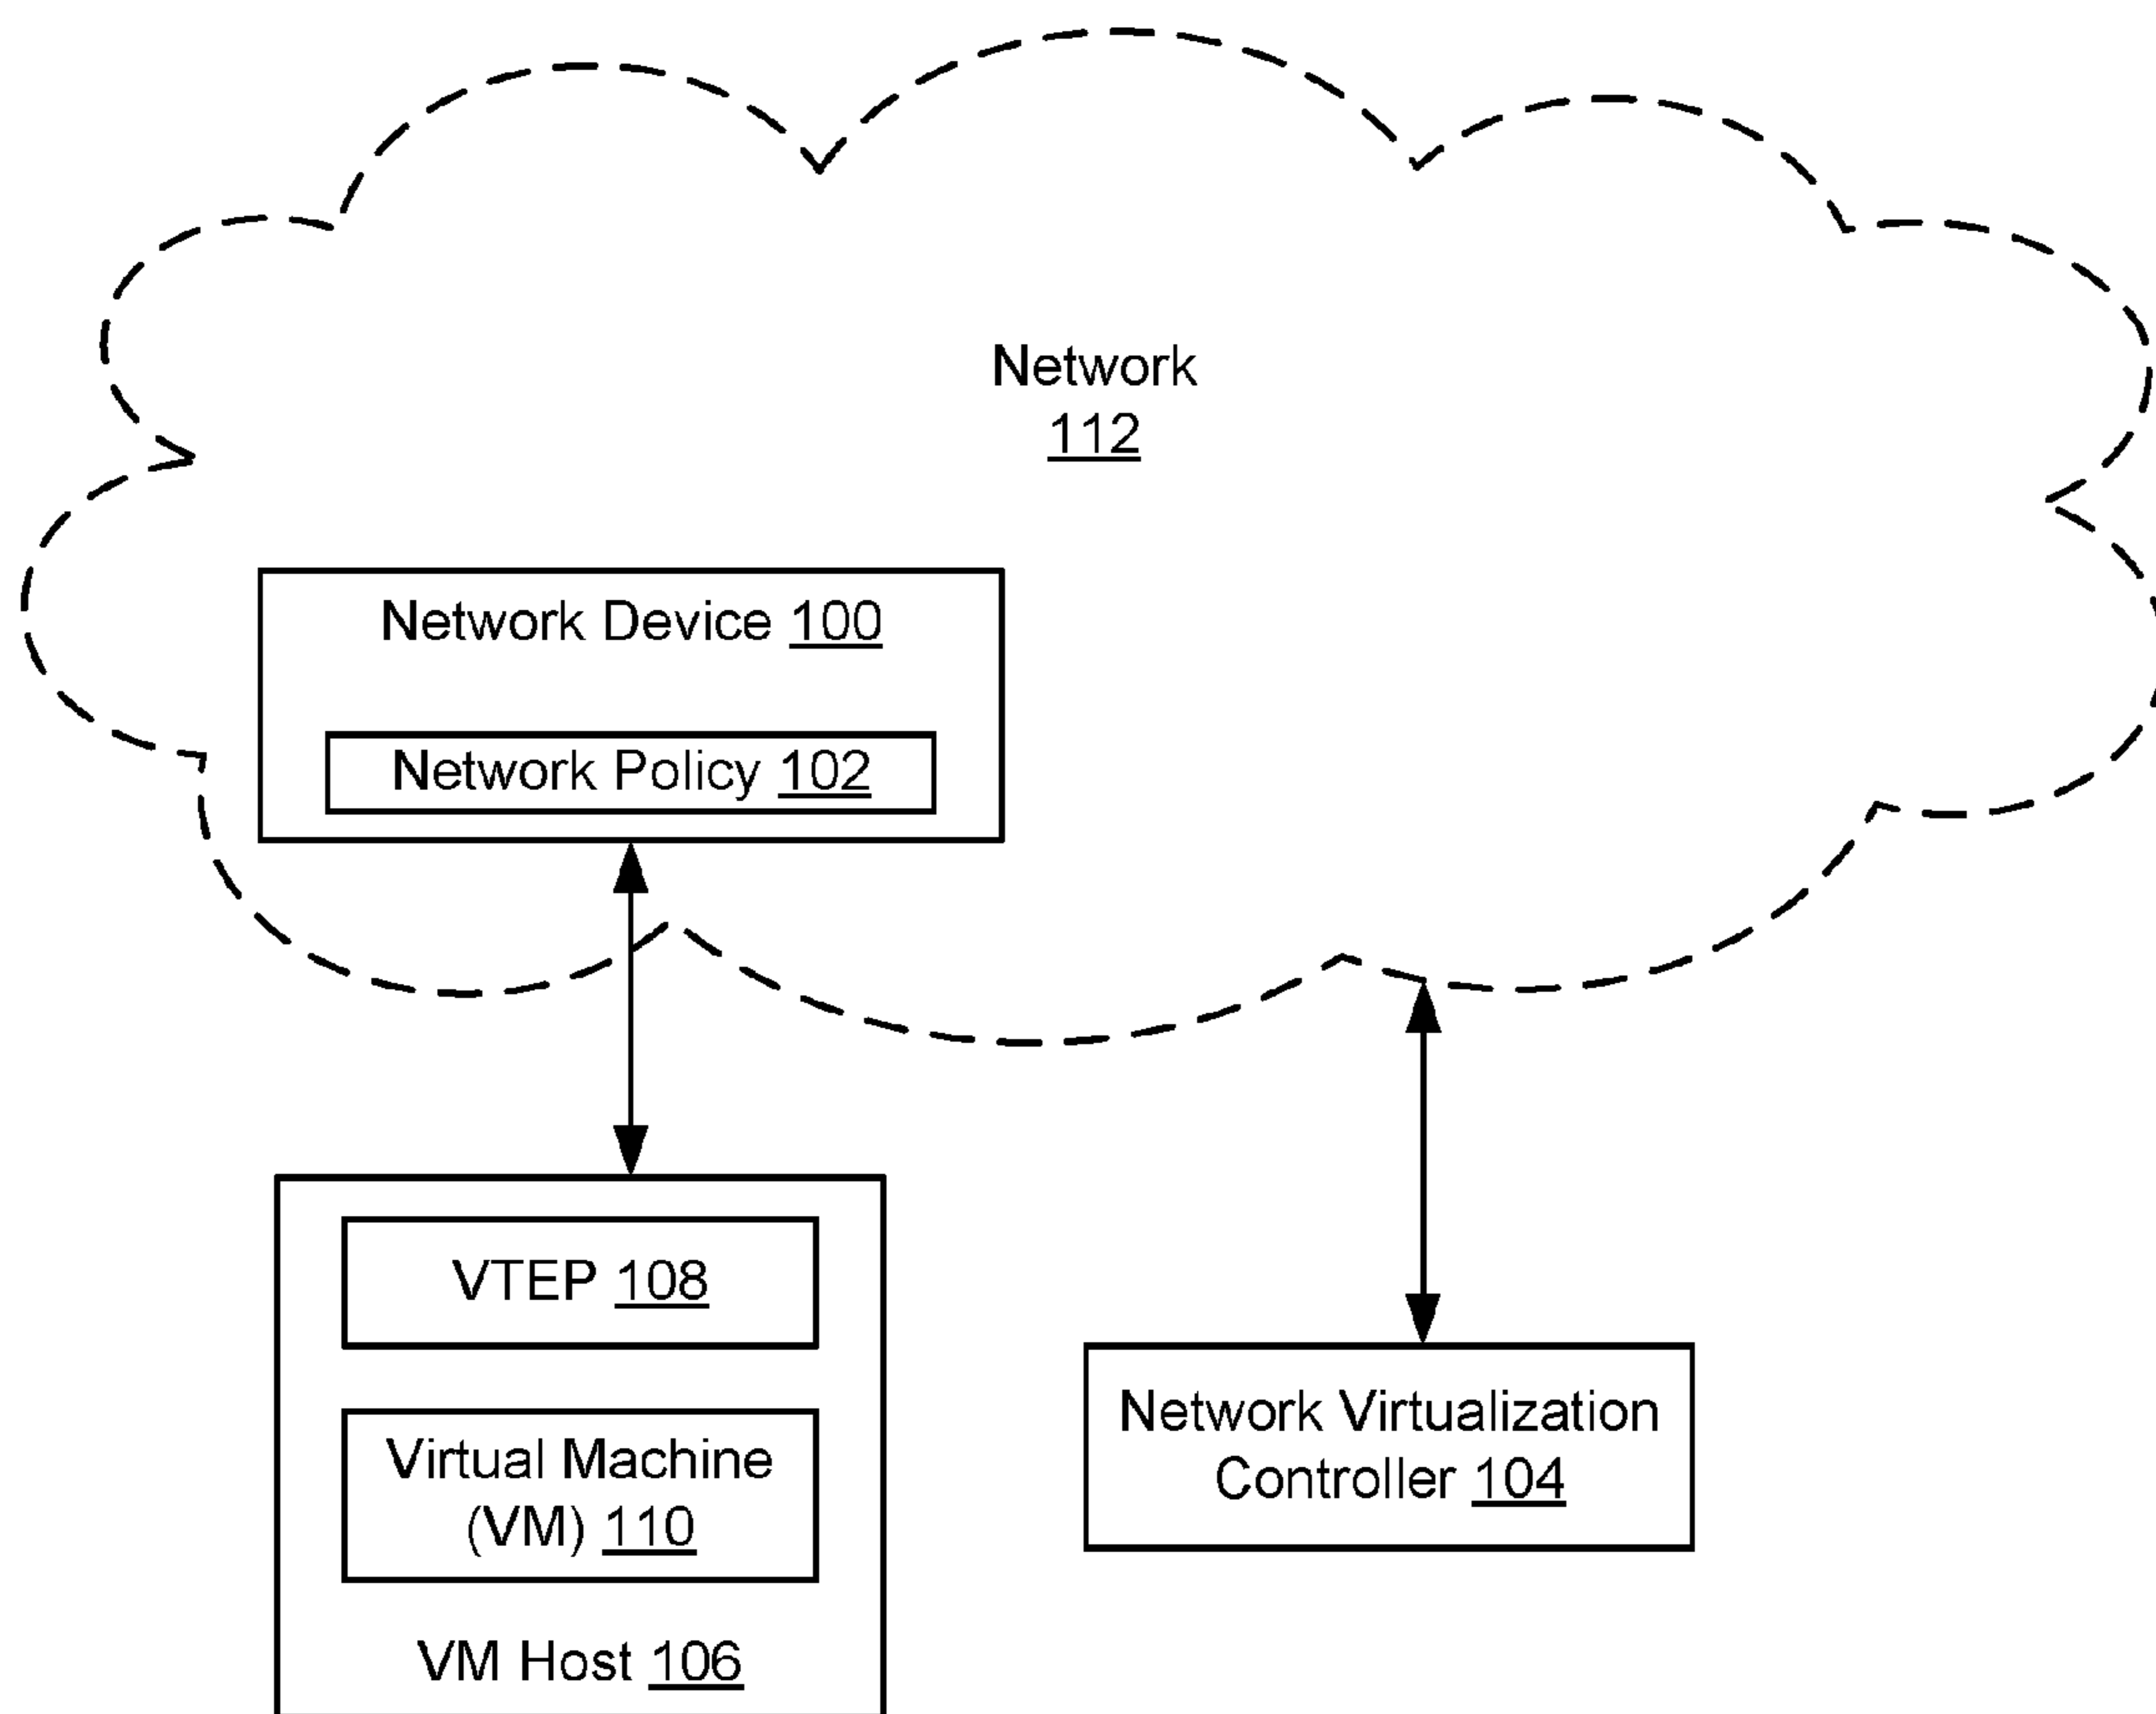 Network
112
Network Device 100
Network Policy 102
VTEP 108
Virtual Machine
(VM) 110
VM Host 106
Network Virtualization
Controller 104